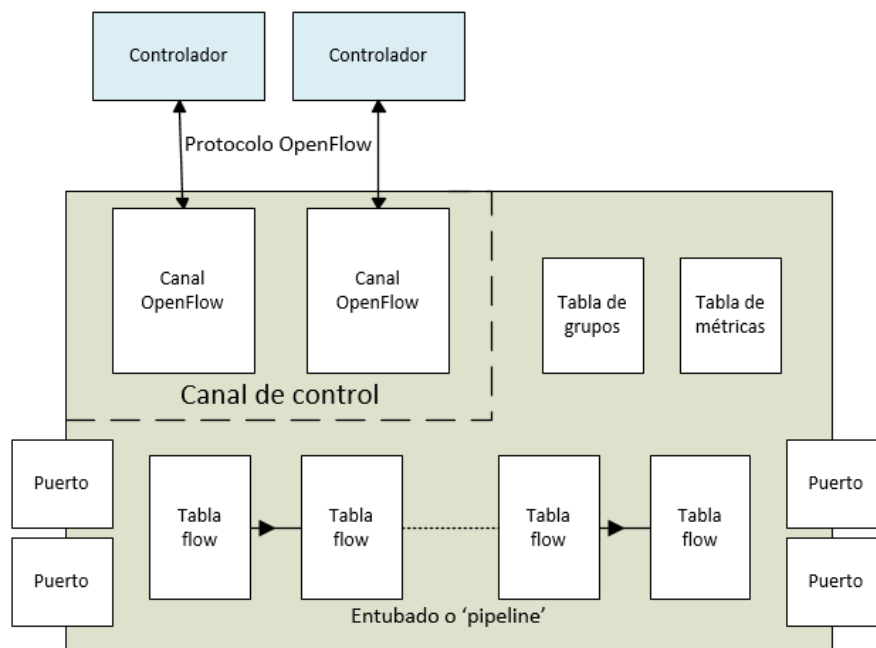 Controlador
Controlador
Protocolo OpenFlow
Canal
OpenFlow
Canal
OpenFlow
Tabla de
grupos
Tabla de
métricas
Canal de control
Puerto
Puerto
Tabla
flow
Tabla
flow
Tabla
flow
Tabla
flow
Puerto
Puerto
Entubado o ‘pipeline’